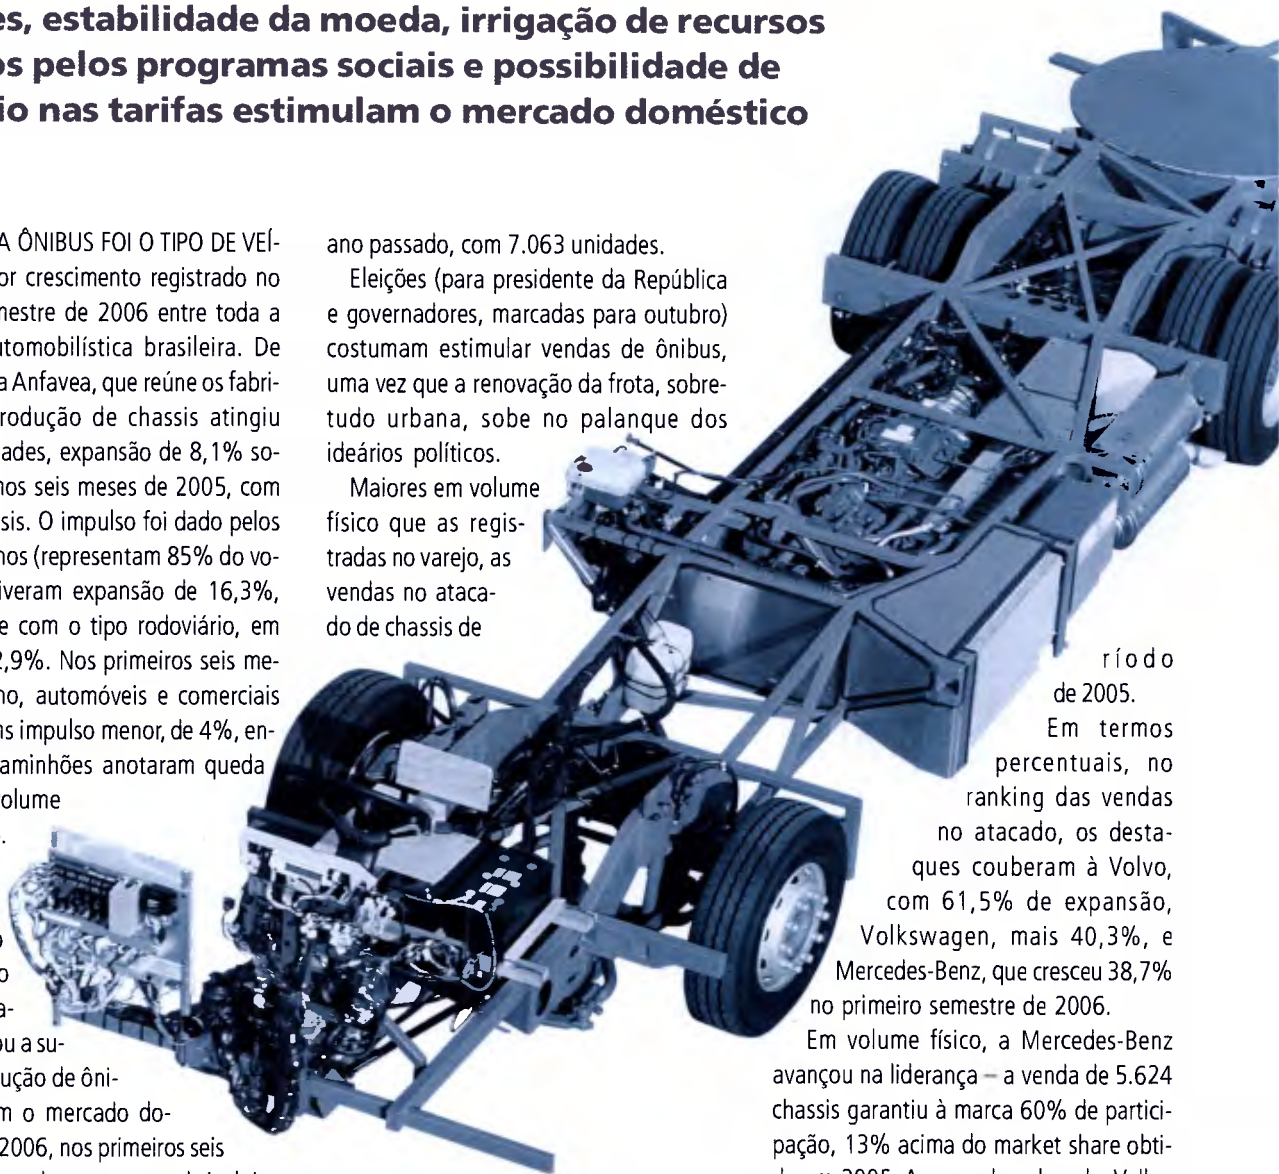 es, estabilidade da moeda, irrigação de recursos
os pelos programas sociais e possibilidade de
io nas tarifas estimulam o mercado doméstico
A ÔNIBUS FOI O TIPO DE VEÍ-
or crescimento registrado no
nestre de 2006 entre toda a
utomobilística brasileira. De
a Anfavea, que reúne os fabri-
rodução de chassis atingiu
ades, expansão de 8,1% so-
nos seis meses de 2005, com
sis. O impulso foi dado pelos
nos (representam 85% do vo-
iveram expansão de 16,3%,
e com o tipo rodoviário, em
2,9%. Nos primeiros seis me-
no, automóveis e comerciais
ns impulso menor, de 4%, en-
aminhões anotaram queda
olume
o
a-
ou a su-
ução de ôni-
m o mercado do-
2006, nos primeiros seis
ano passado, com 7.063 unidades.
Eleições (para presidente da República
e governadores, marcadas para outubro)
costumam estimular vendas de ônibus,
uma vez que a renovação da frota, sobre-
tudo urbana, sobe no palanque dos
ideários políticos.
Maiores em volume
físico que as regis-
tradas no varejo, as
vendas no ataca-
do de chassis de
ríodo
de 2005.
Em termos
percentuais, no
ranking das vendas
no atacado, os desta-
ques couberam à Volvo,
com 61,5% de expansão,
Volkswagen, mais 40,3%, e
Mercedes-Benz, que cresceu 38,7%
no primeiro semestre de 2006.
Em volume físico, a Mercedes-Benz
avançou na liderança – a venda de 5.624
chassis garantiu à marca 60% de partici-
pação, 13% acima do market share obti-